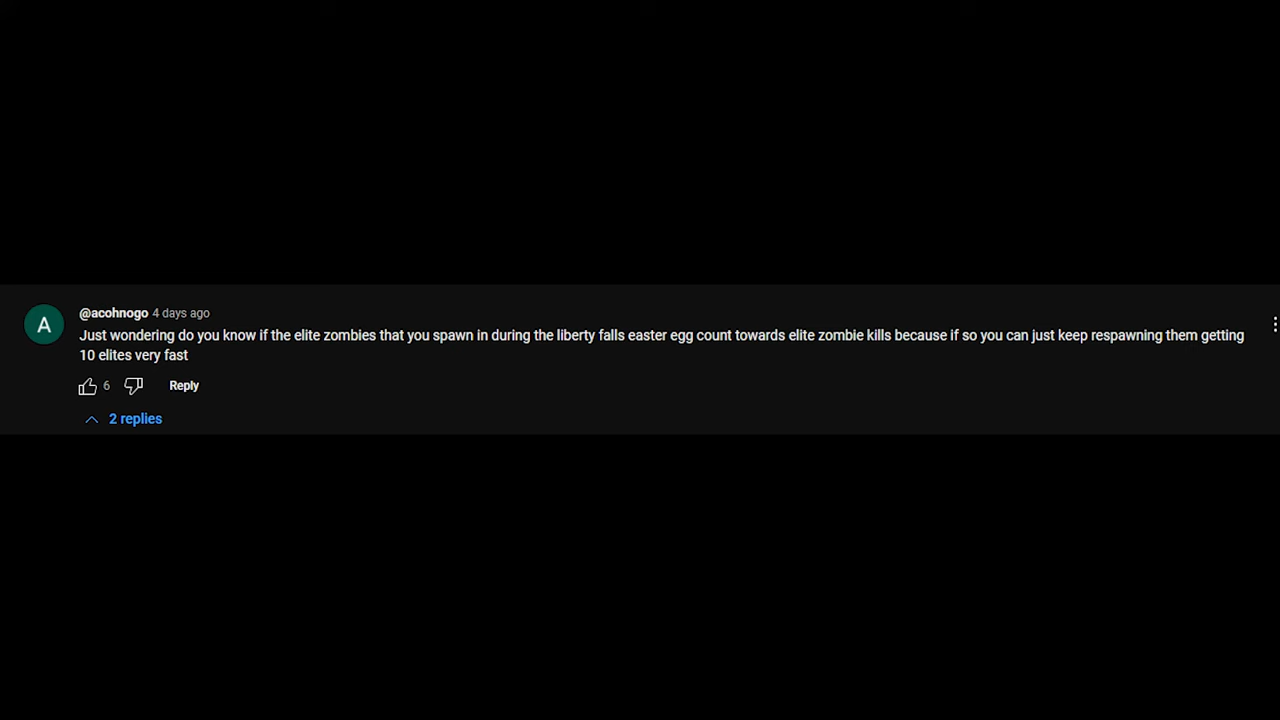 A
@acohnogo 4 days ago
Just wondering do you know if the elite zombies that you spawn in during the liberty falls easter egg count towards elite zombie kills because if so you can just keep respawning them getting
10 elites very fast
6 Reply
2 replies